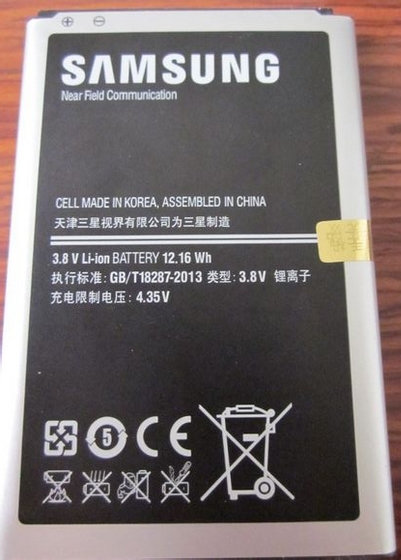 SAMSUNG
Near Field Communication
CELL MADE IN KOREA, ASSEMBLED IN CHINA
天津三星视界有限公司为三星制造
3.8 V Li-ion BATTERY 12.16 Wh
执行标准: GB/T18287-2013 类型: 3.8V 锂离子
充电限制电压: 4.35V
5 CE